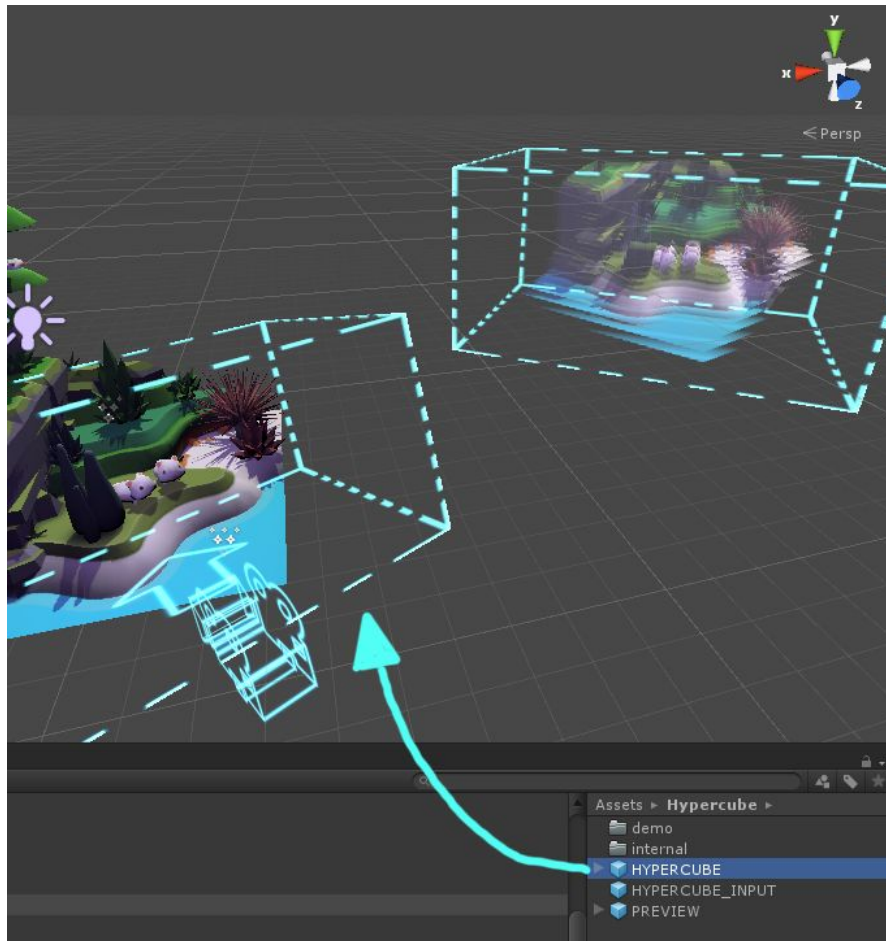 y
x
z
Persp
Assets ▸ Hypercube ▸
demo
internal
HYPERCUBE
HYPERCUBE_INPUT
PREVIEW